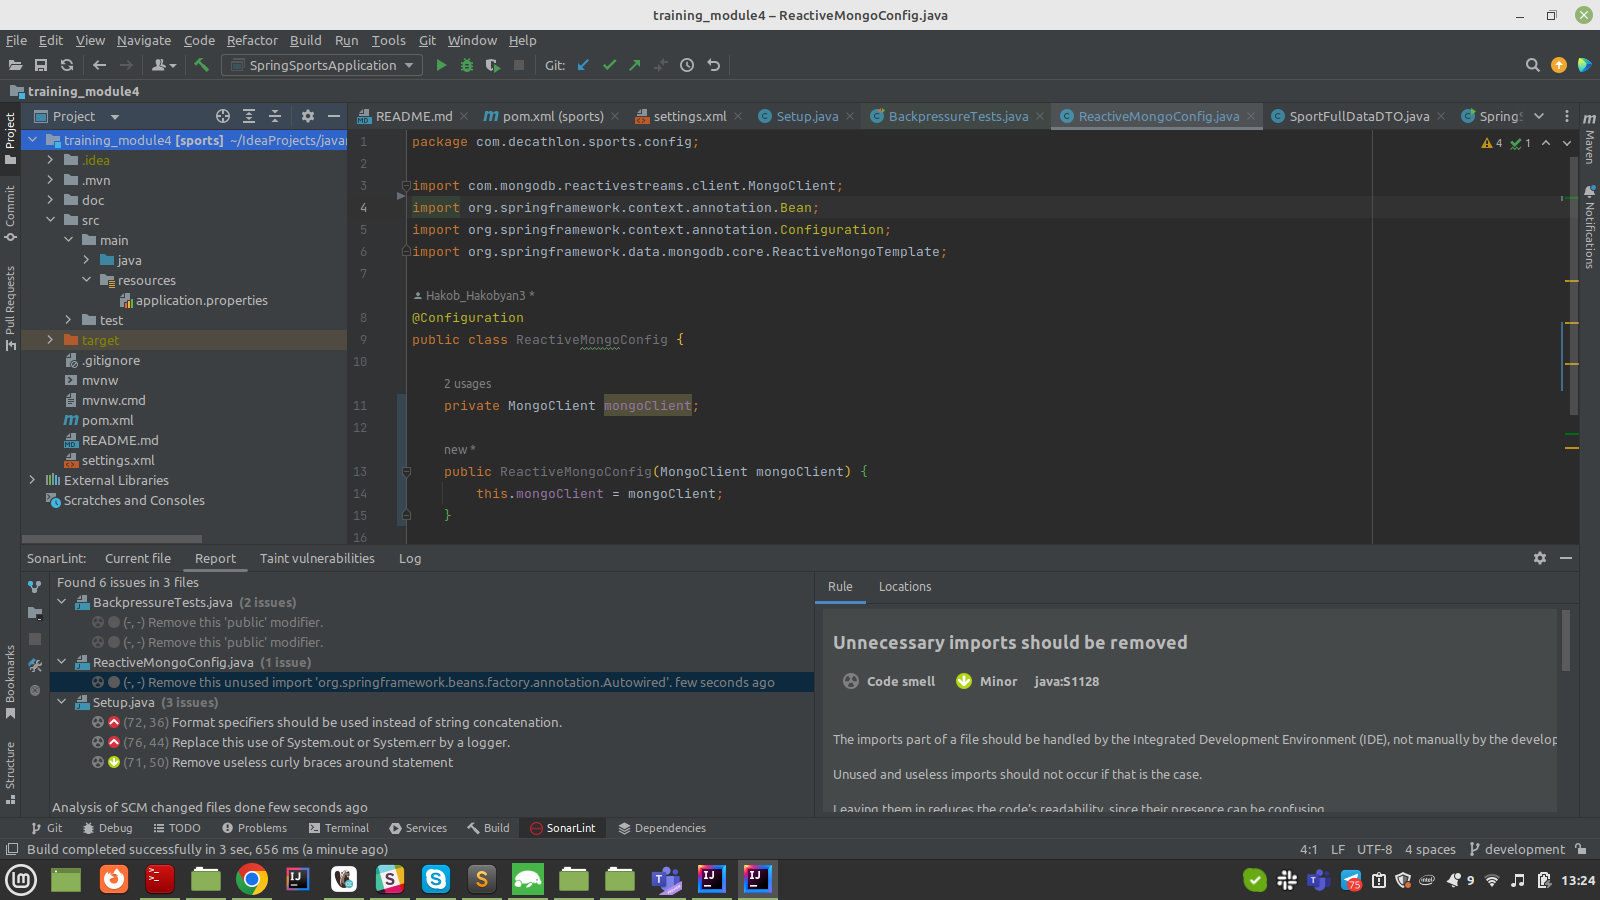 training_module4 – ReactiveMongoConfig.java
File Edit View Navigate Code Refactor Build Run Tools Git Window Help
SpringSportsApplication Git:
training_module4
Project
README.md pom.xml (sports) settings.xml Setup.java BackpressureTests.java ReactiveMongoConfig.java SportFullDataDTO.java Spring
training_module4 [sports] ~/IdeaProjects/java
.idea
.mvn
doc
src
main
java
resources
application.properties
test
target
.gitignore
mvnw
mvnw.cmd
pom.xml
README.md
settings.xml
External Libraries
Scratches and Consoles
Project
Commit
Pull Requests
Bookmarks
Structure
4 1
1 package com.decathlon.sports.config;
2
3 import com.mongodb.reactivestreams.client.MongoClient;
4 import org.springframework.context.annotation.Bean;
5 import org.springframework.context.annotation.Configuration;
6 import org.springframework.data.mongodb.core.ReactiveMongoTemplate;
7
Hakob_Hakobyan3 *
8 @Configuration
9 public class ReactiveMongoConfig {
10
2 usages
11 private MongoClient mongoClient;
12
new *
13 public ReactiveMongoConfig(MongoClient mongoClient) {
14 this.mongoClient = mongoClient;
15 }
16
Maven
Notifications
SonarLint: Current file Report Taint vulnerabilities Log
Found 6 issues in 3 files
BackpressureTests.java (2 issues)
(-, -) Remove this 'public' modifier.
(-, -) Remove this 'public' modifier.
ReactiveMongoConfig.java (1 issue)
(-, -) Remove this unused import 'org.springframework.beans.factory.annotation.Autowired'. few seconds ago
Setup.java (3 issues)
(72, 36) Format specifiers should be used instead of string concatenation.
(76, 44) Replace this use of System.out or System.err by a logger.
(71, 50) Remove useless curly braces around statement
Analysis of SCM changed files done few seconds ago
Rule Locations
Unnecessary imports should be removed
Code smell Minor java:S1128
The imports part of a file should be handled by the Integrated Development Environment (IDE), not manually by the develop
Unused and useless imports should not occur if that is the case.
Leaving them in reduces the code's readability, since their presence can be confusing.
Git Debug TODO Problems Terminal Services Build SonarLint Dependencies
Build completed successfully in 3 sec, 656 ms (a minute ago) 4:1 LF UTF-8 4 spaces development
75 9 13:24